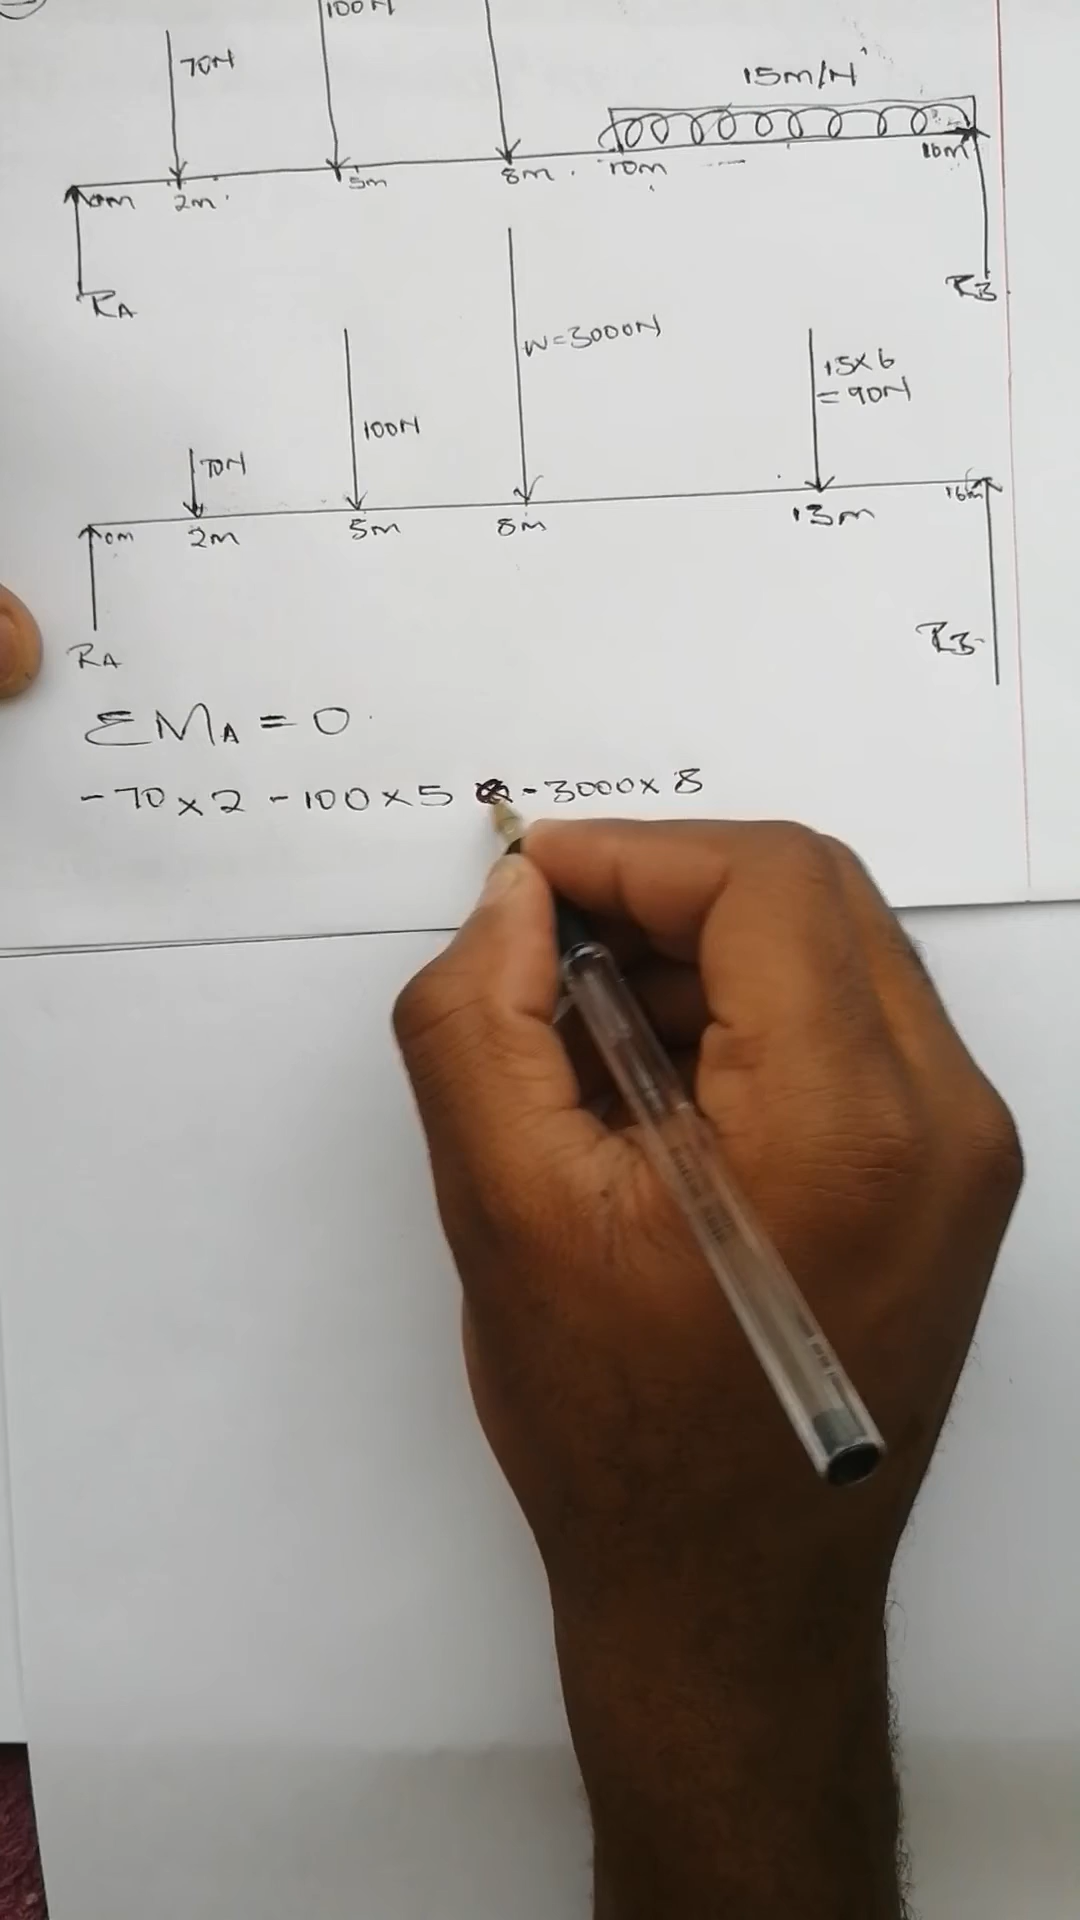 100N
70N
15m/N
0m 2m 5m 8m 10m 16m
RA RB
W=3000N
15x6
=90N
100N
70N
0m 2m 5m 8m 13m 16m
RA RB
ΣMA = 0
-70x2 -100x5 -3000x8